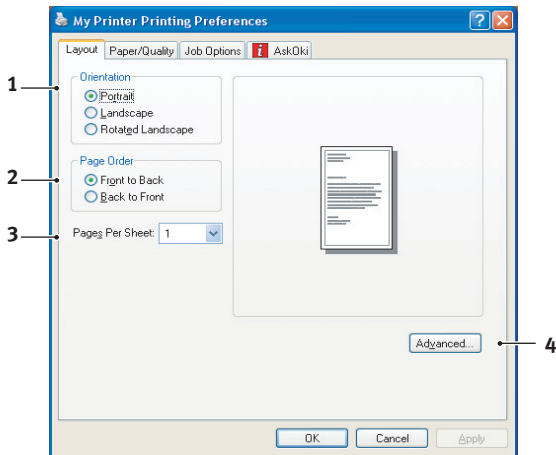 My Printer Printing Preferences
Layout Paper/Quality Job Options i AskOki
1
Orientation
Portrait
Landscape
Rotated Landscape
2
Page Order
Front to Back
Back to Front
3
Pages Per Sheet: 1
Advanced...
4
OK Cancel Apply